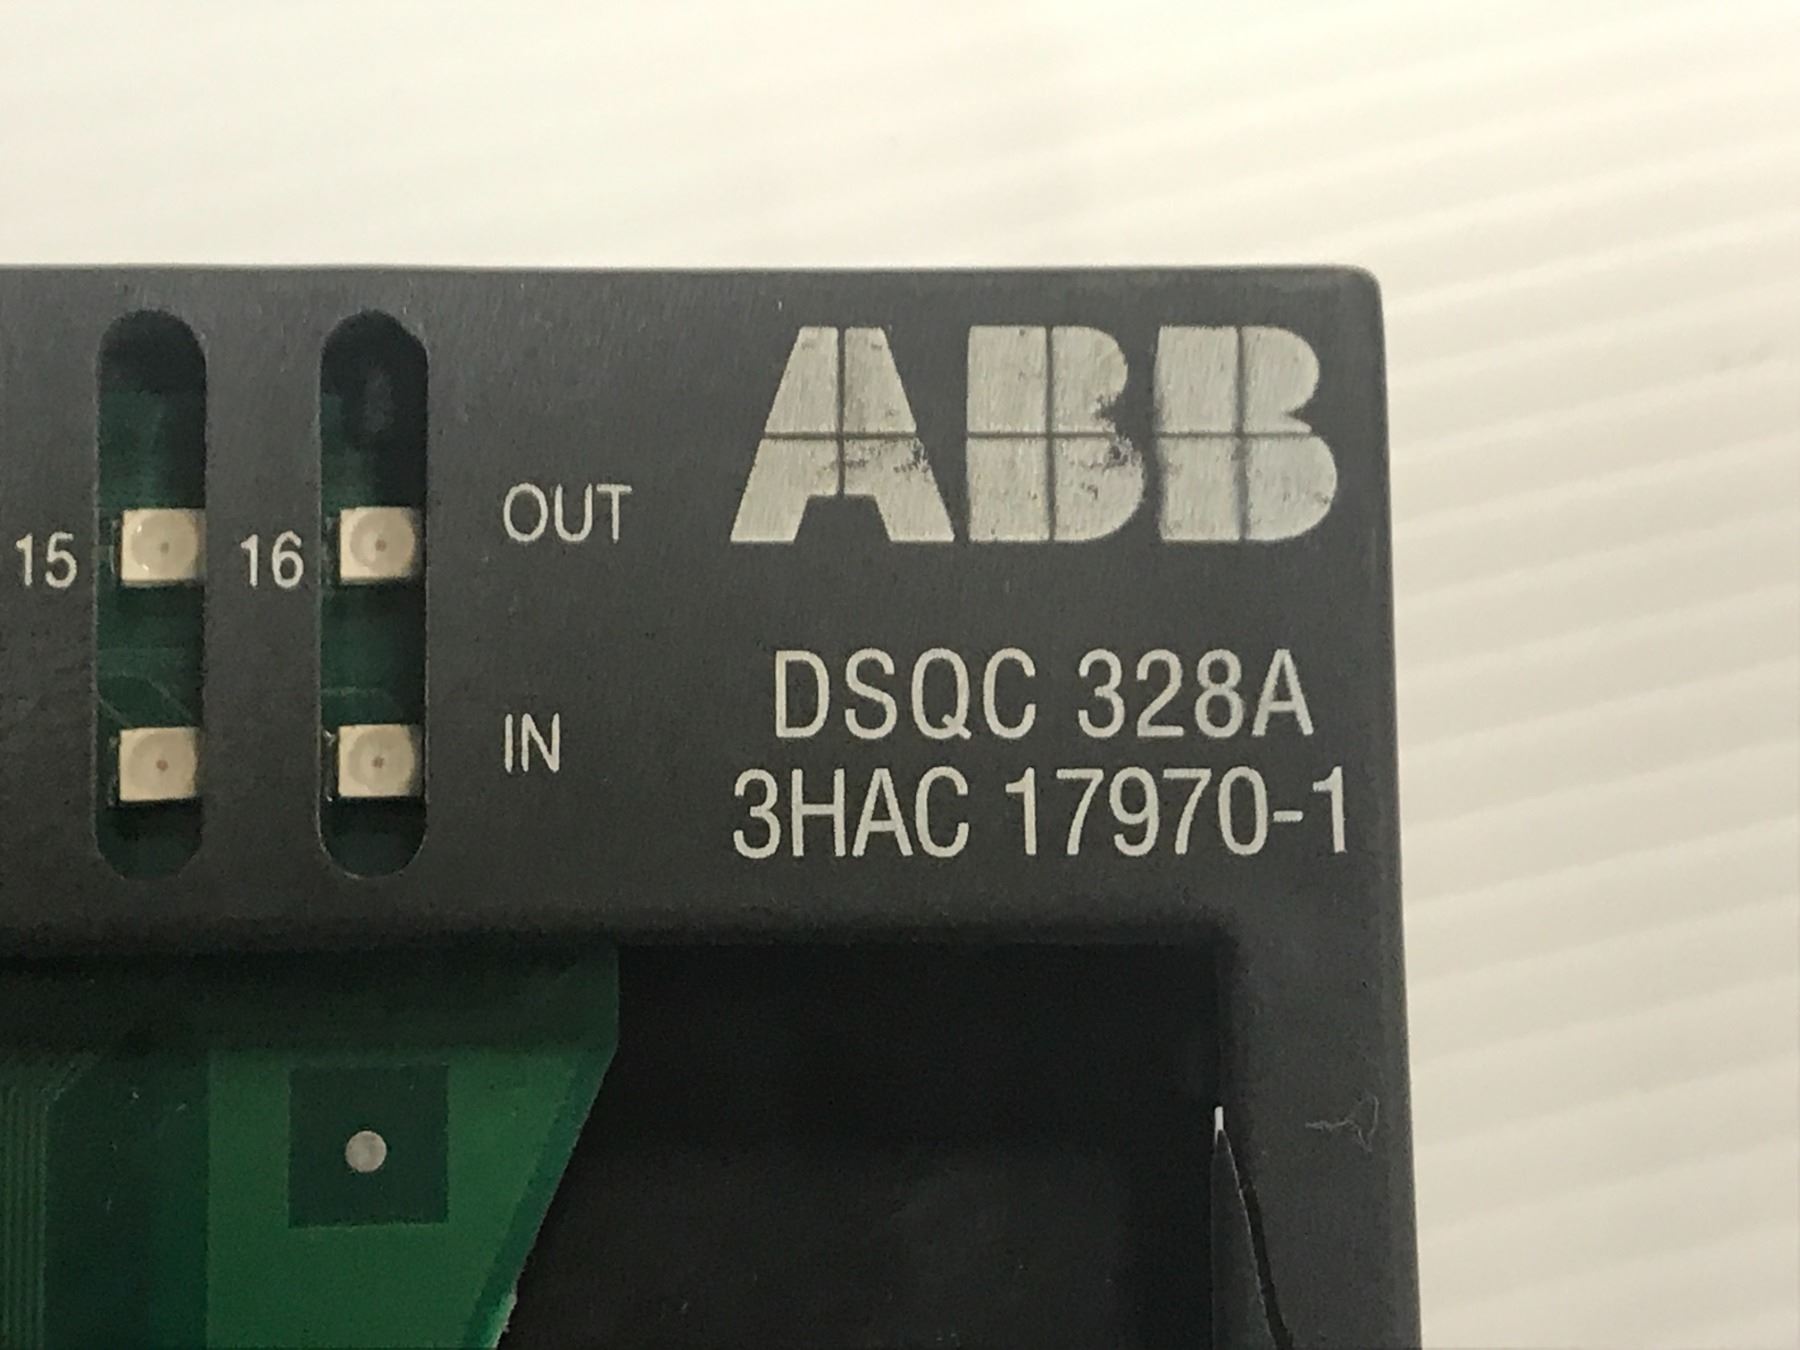 ABB
15 16 OUT
IN
DSQC 328A
3HAC 17970-1